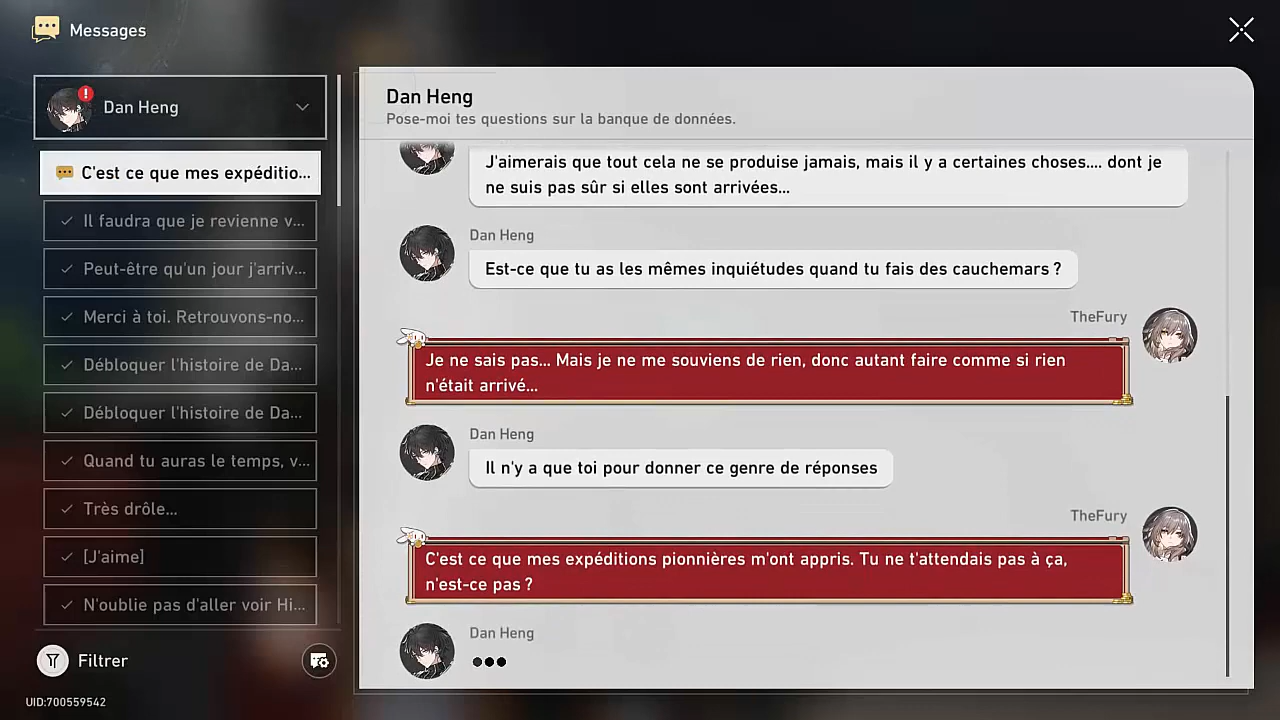 Messages
Dan Heng
C'est ce que mes expéditio...
Il faudra que je revienne v...
Peut-être qu'un jour j'arriv...
Merci à toi. Retrouvons-no...
Débloquer l'histoire de Da...
Débloquer l'histoire de Da...
Quand tu auras le temps, v...
Très drôle...
[J'aime]
N'oublie pas d'aller voir Hi...
Filtrer
UID:700559542
Dan Heng
Pose-moi tes questions sur la banque de données.
J'aimerais que tout cela ne se produise jamais, mais il y a certaines choses.... dont je
ne suis pas sûr si elles sont arrivées...
Dan Heng
Est-ce que tu as les mêmes inquiétudes quand tu fais des cauchemars ?
TheFury
Je ne sais pas... Mais je ne me souviens de rien, donc autant faire comme si rien
n'était arrivé...
Dan Heng
Il n'y a que toi pour donner ce genre de réponses
TheFury
C'est ce que mes expéditions pionnières m'ont appris. Tu ne t'attendais pas à ça,
n'est-ce pas ?
Dan Heng